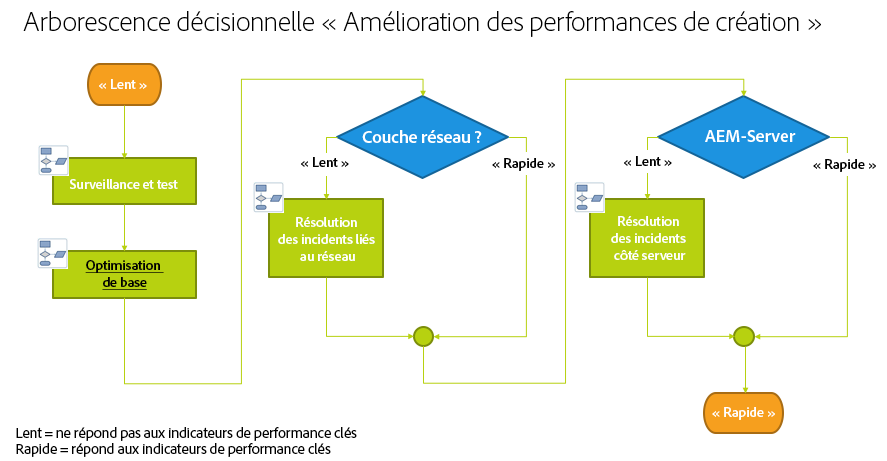 Arborescence décisionnelle « Amélioration des performances de création »
« Lent »
Surveillance et test
Optimisation
de base
Couche réseau ?
« Lent »
« Rapide »
Résolution
des incidents liés
au réseau
AEM-Server
« Lent »
« Rapide »
Résolution
des incidents
côté serveur
« Rapide »
Lent = ne répond pas aux indicateurs de performance clés
Rapide = répond aux indicateurs de performance clés